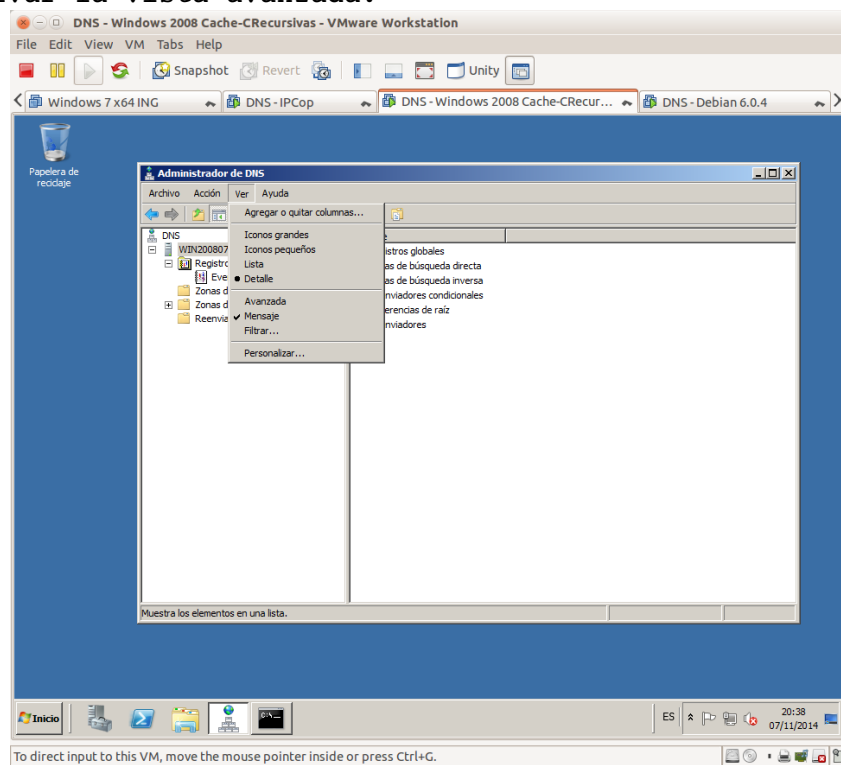 la vista avanzada.
DNS - Windows 2008 Cache-CRecursivas - VMware Workstation
File Edit View VM Tabs Help
Snapshot Revert Unity
Windows 7 x64 ING DNS - IPCop DNS - Windows 2008 Cache-CRecur... DNS - Debian 6.0.4
Papelera de
reciclaje
Administrador de DNS
Archivo Acción Ver Ayuda
Agregar o quitar columnas...
Iconos grandes
Iconos pequeños
Lista
Detalle
Avanzada
Mensaje
Filtrar...
Personalizar...
DNS
WIN200807
Registro
Eve
Zonas d
Zonas d
Reenvia
istros globales
as de búsqueda directa
as de búsqueda inversa
nviadores condicionales
erencias de raíz
nviadores
Muestra los elementos en una lista.
Inicio
ES
20:38
07/11/2014
To direct input to this VM, move the mouse pointer inside or press Ctrl+G.